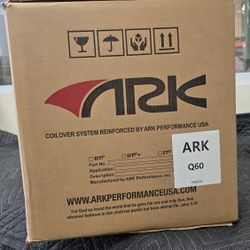 ARK
COILOVER SYSTEM REINFORCED BY ARK PERFORMANCE USA
DTP
DTP+
Part No
Application
Description
Manufactured by ARK Performance, Inc.
ARK
Q60
WWW.ARKPERFORMANCEUSA.COM
For God so loved the world that he gave his one and only Son, that
whoever believes in him shall not perish but have eternal life. John 3:16